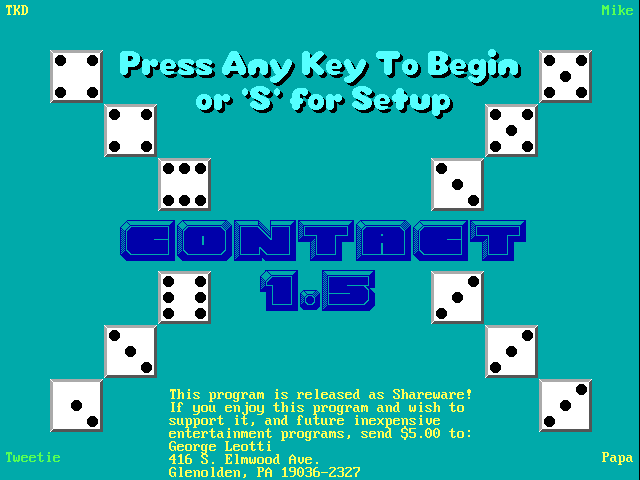 TKD
Mike
Press Any Key To Begin
or 'S' for Setup
CONTACT
1.5
This program is released as Shareware!
If you enjoy this program and wish to
support it, and future inexpensive
entertainment programs, send $5.00 to:
George Leotti
416 S. Elmwood Ave.
Glenolden, PA 19036-2327
Tweetie
Papa